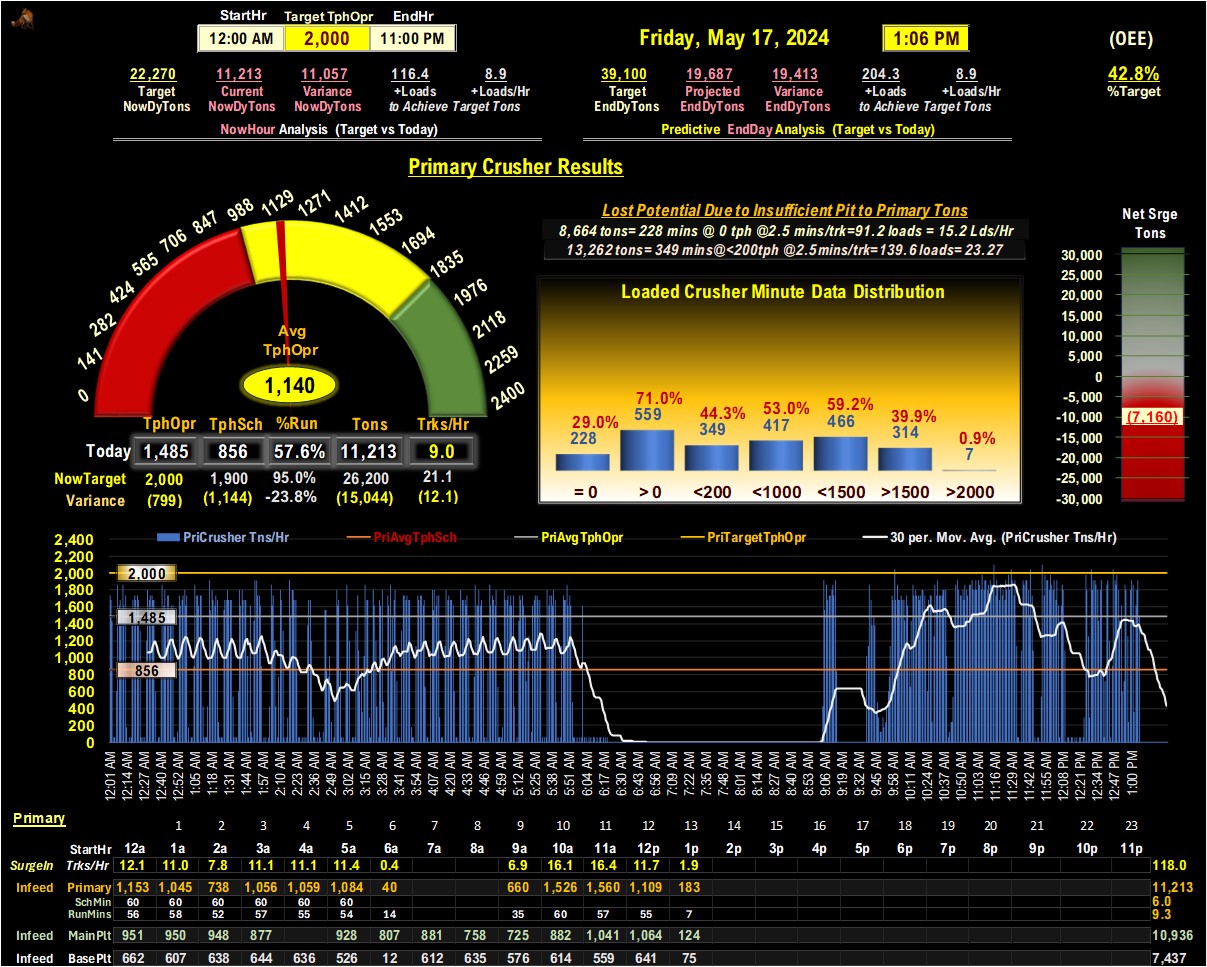 StartHr Target TphOpr EndHr
12:00 AM 2,000 11:00 PM
Friday, May 17, 2024 1:06 PM (OEE)
22,270 11,213 11,057 116.4 8.9 39,100 19,687 19,413 204.3 8.9 42.8%
Target Current Variance +Loads +Loads/Hr Target Projected Variance +Loads +Loads/Hr %Target
NowDyTons NowDyTons NowDyTons to Achieve Target Tons EndDyTons EndDyTons EndDyTons to Achieve Target Tons
NowHour Analysis (Target vs Today) Predictive EndDay Analysis (Target vs Today)
Primary Crusher Results
0 141 282 424 565 706 847 988 1129 1271 1412 1553 1694 1835 1976 2118 2259 2400
Avg
TphOpr
1,140
TphOpr TphSch %Run Tons Trks/Hr
Today 1,485 856 57.6% 11,213 9.0
NowTarget 2,000 1,900 95.0% 26,200 21.1
Variance (799) (1,144) -23.8% (15,044) (12.1)
Lost Potential Due to Insufficient Pit to Primary Tons
8,664 tons= 228 mins @ 0 tph @2.5 mins/trk=91.2 loads = 15.2 Lds/Hr
13,262 tons= 349 mins@<200tph @2.5mins/trk=139.6 loads= 23.27
Loaded Crusher Minute Data Distribution
29.0% 71.0% 44.3% 53.0% 59.2% 39.9% 0.9%
228 559 349 417 466 314 7
= 0 > 0 <200 <1000 <1500 >1500 >2000
Net Srge
Tons
30,000
25,000
20,000
15,000
10,000
5,000
0
-5,000
-10,000
(7,160)
-15,000
-20,000
-25,000
-30,000
PriCrusher Tns/Hr PriAvgTphSch PriAvgTphOpr PriTargetTphOpr 30 per. Mov. Avg. (PriCrusher Tns/Hr)
2,400
2,200
2,000 2,000
1,800
1,600
1,400 1,485
1,200
1,000
800 856
600
400
200
0
12:01 AM 12:14 AM 12:27 AM 12:40 AM 12:52 AM 1:05 AM 1:18 AM 1:31 AM 1:44 AM 1:57 AM 2:10 AM 2:23 AM 2:36 AM 2:49 AM 3:02 AM 3:15 AM 3:28 AM 3:41 AM 3:54 AM 4:07 AM 4:20 AM 4:33 AM 4:46 AM 4:59 AM 5:12 AM 5:25 AM 5:38 AM 5:51 AM 6:04 AM 6:17 AM 6:30 AM 6:43 AM 6:56 AM 7:09 AM 7:22 AM 7:35 AM 7:48 AM 8:01 AM 8:14 AM 8:27 AM 8:40 AM 8:53 AM 9:06 AM 9:19 AM 9:32 AM 9:45 AM 9:58 AM 10:11 AM 10:24 AM 10:37 AM 10:50 AM 11:03 AM 11:16 AM 11:29 AM 11:42 AM 11:55 AM 12:08 PM 12:21 PM 12:34 PM 12:47 PM 1:00 PM
Primary 1 2 3 4 5 6 7 8 9 10 11 12 13 14 15 16 17 18 19 20 21 22 23
StartHr 12a 1a 2a 3a 4a 5a 6a 7a 8a 9a 10a 11a 12p 1p 2p 3p 4p 5p 6p 7p 8p 9p 10p 11p
SurgeIn Trks/Hr 12.1 11.0 7.8 11.1 11.1 11.4 0.4 6.9 16.1 16.4 11.7 1.9 118.0
Infeed Primary 1,153 1,045 738 1,056 1,059 1,084 40 660 1,526 1,560 1,109 183 11,213
SchMin 60 60 60 60 60 60 6.0
RunMins 56 58 52 57 55 54 14 35 60 57 55 7 9.3
Infeed MainPlt 951 950 948 877 928 807 881 758 725 882 1,041 1,064 124 10,936
Infeed BasePlt 662 607 638 644 636 526 12 612 635 576 614 559 641 75 7,437